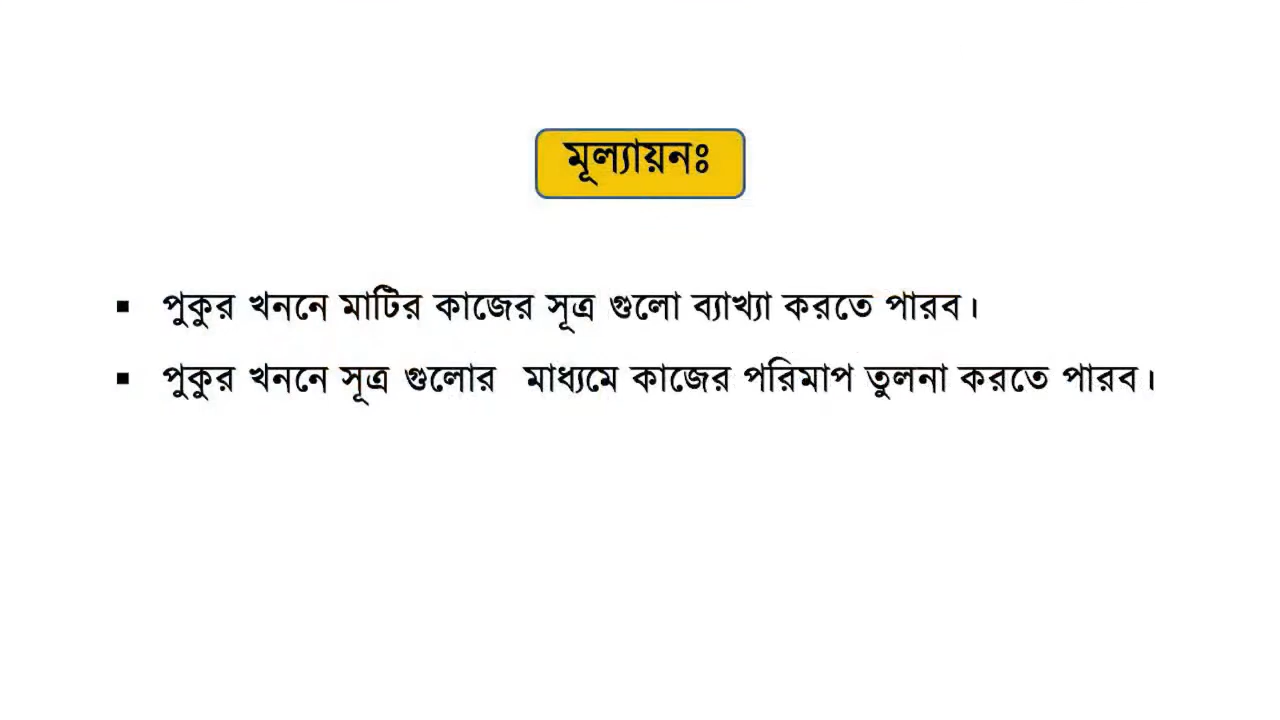 মূল্যায়নঃ
পুকুর খননে মাটির কাজের সূত্র গুলো ব্যাখ্যা করতে পারব।
পুকুর খননে সূত্র গুলোর মাধ্যমে কাজের পরিমাপ তুলনা করতে পারব।